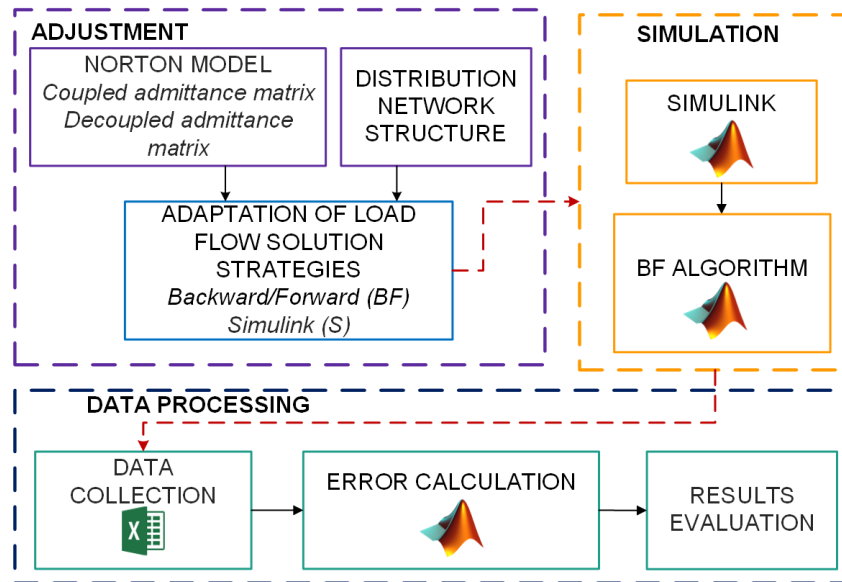 ADJUSTMENT
NORTON MODEL
Coupled admittance matrix
Decoupled admittance
matrix
DISTRIBUTION
NETWORK
STRUCTURE
ADAPTATION OF LOAD
FLOW SOLUTION
STRATEGIES
Backward/Forward (BF)
Simulink (S)
SIMULATION
SIMULINK
BF ALGORITHM
DATA PROCESSING
DATA
COLLECTION
X
ERROR CALCULATION
RESULTS
EVALUATION